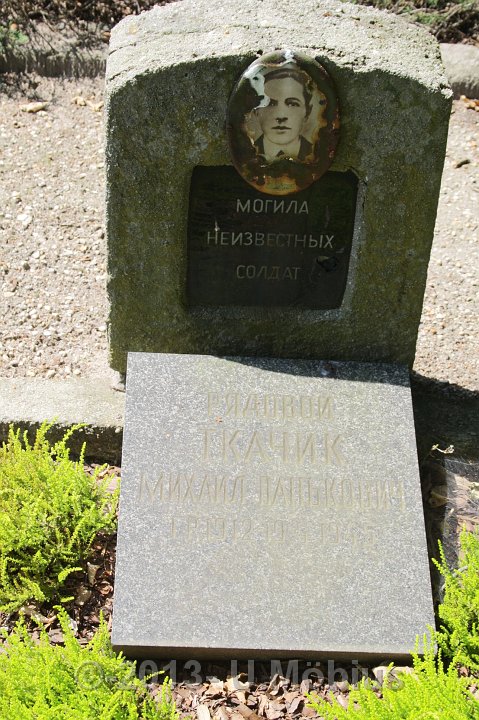 МОГИЛА
НЕИЗВЕСТНЫХ
СОЛДАТ
РЯДОВОЙ
ТКАЧИК
МИХАИЛ ПАНЬКОВИЧ
© 2013 - U Möbius